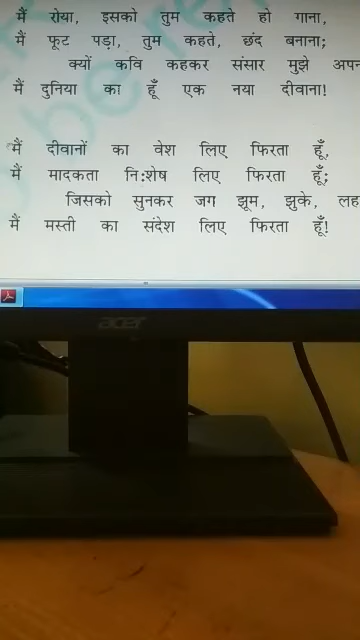 मैं रोया, इसको तुम कहते हो गाना,
मैं फूट पड़ा, तुम कहते, छंद बनाना;
क्यों कवि कहकर संसार मुझे
मैं दुनिया का हूँ एक नया दीवाना!
मैं दीवानों का वेश लिए फिरता हूँ,
मैं मादकता नि:शेष लिए फिरता हूँ;
जिसको सुनकर जग झूम, झुके,
मैं मस्ती का संदेश लिए फिरता हूँ!
acer